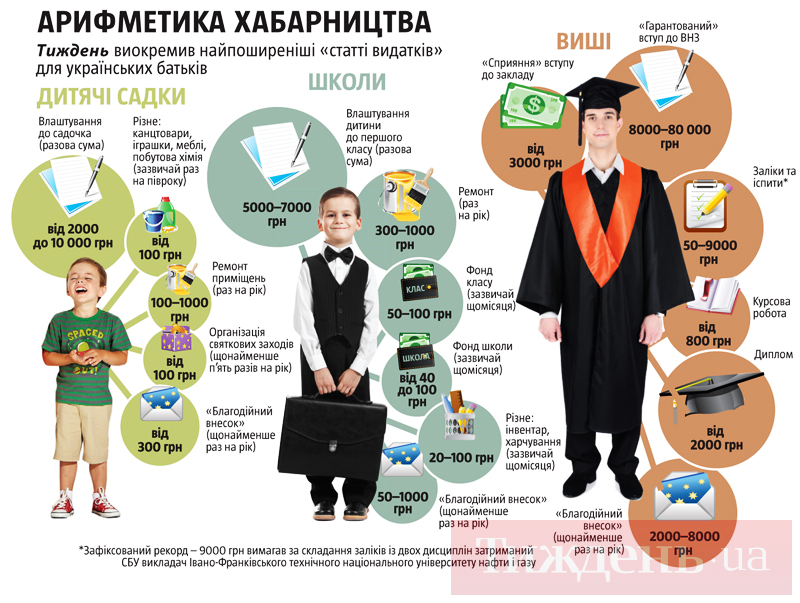 АРИФМЕТИКА ХАБАРНИЦТВА
Тиждень виокремив найпоширеніші «статті видатків»
для українських батьків
ДИТЯЧІ САДКИ
Влаштування
до садочка
(разова сума)
від 2000
до 10 000 грн
Різне:
канцтовари,
іграшки, меблі,
побутова хімія
(зазвичай раз
на півроку)
від
100 грн
Ремонт
приміщень
(раз на рік)
100–1000
грн
Організація
святкових заходів
(щонайменше
п’ять разів на рік)
від
100 грн
«Благодійний
внесок»
(щонайменше
раз на рік)
від
300 грн
SPACED
OUT
ШКОЛИ
Влаштування
дитини
до першого
класу (разова
сума)
5000–7000
грн
Ремонт
(раз
на рік)
300–1000
грн
Фонд
класу
(зазвичай
щомісяця)
КЛАС
50–100 грн
Фонд школи
(зазвичай
щомісяця)
ШКОЛА
від 40
до 100
грн
Різне:
інвентар,
харчування
(зазвичай
щомісяця)
20–100 грн
«Благодійний внесок»
(щонайменше
раз на рік)
50–1000
грн
ВИШІ
«Сприяння» вступу
до закладу
від
3000 грн
«Гарантований»
вступ до ВНЗ
8000–80 000
грн
Заліки та
іспити*
50–9000
грн
Курсова
робота
від
800 грн
Диплом
від
2000 грн
«Благодійний
внесок»
(щонайменше
раз на рік)
2000–8000
грн
*Зафіксований рекорд – 9000 грн вимагав за складання заліків із двох дисциплін затриманий
СБУ викладач Івано-Франківського технічного національного університету нафти і газу
Тиждень.ua